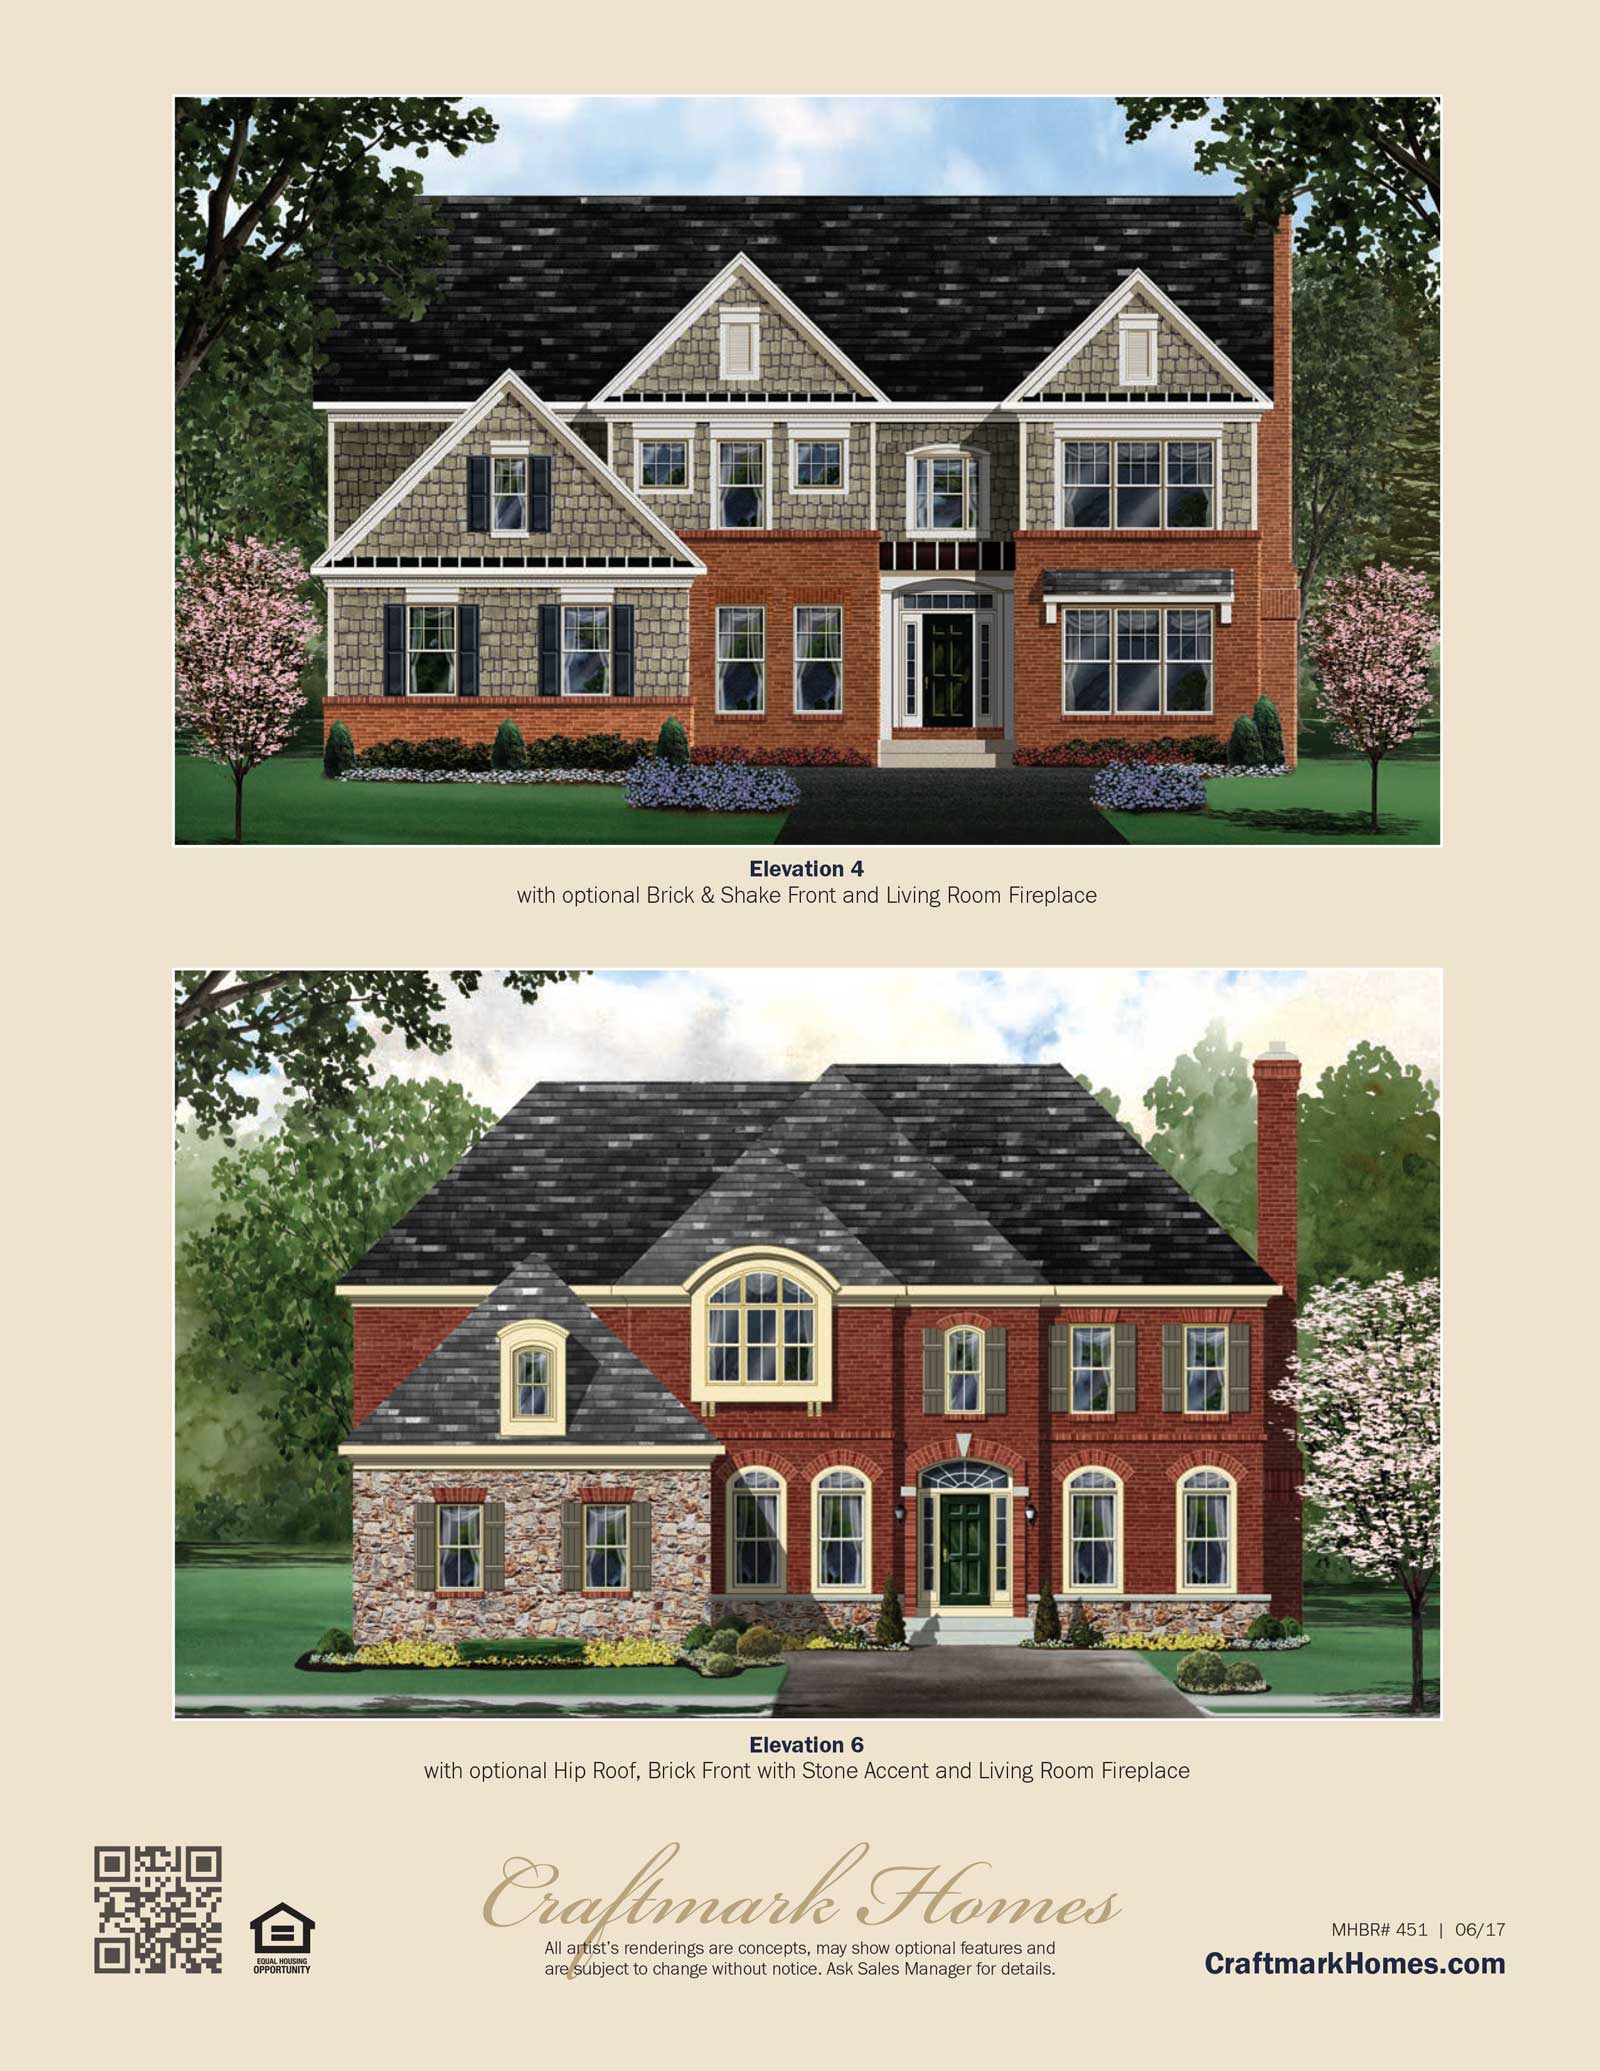 Elevation 4
with optional Brick & Shake Front and Living Room Fireplace
Elevation 6
with optional Hip Roof, Brick Front with Stone Accent and Living Room Fireplace
EQUAL HOUSING
OPPORTUNITY
Craftmark Homes
All artist's renderings are concepts, may show optional features and
are subject to change without notice. Ask Sales Manager for details.
MHBR# 451 | 06/17
CraftmarkHomes.com